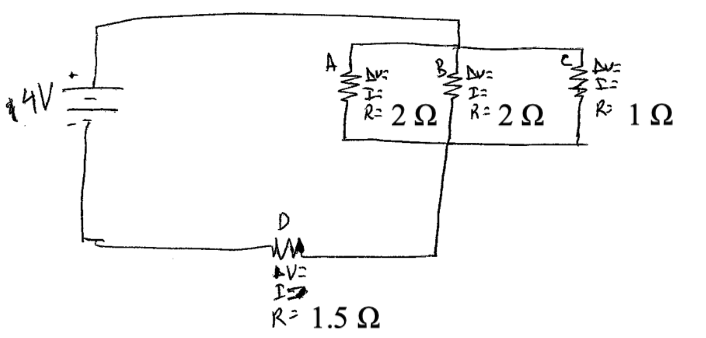 4V
+
-
-
A
ΔV=
I=
R= 2 Ω
B
ΔV=
I=
R= 2 Ω
C
ΔV=
I=
R= 1 Ω
D
ΔV=
I=
R= 1.5 Ω